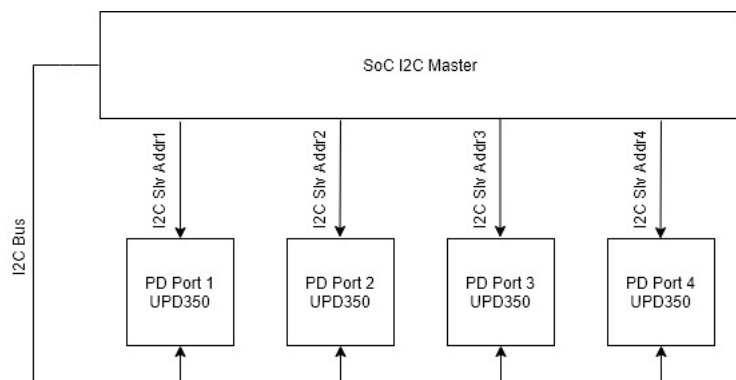 SoC I2C Master
I2C Slv Addr1
I2C Slv Addr2
I2C Slv Addr3
I2C Slv Addr4
I2C Bus
PD Port 1
UPD350
PD Port 2
UPD350
PD Port 3
UPD350
PD Port 4
UPD350